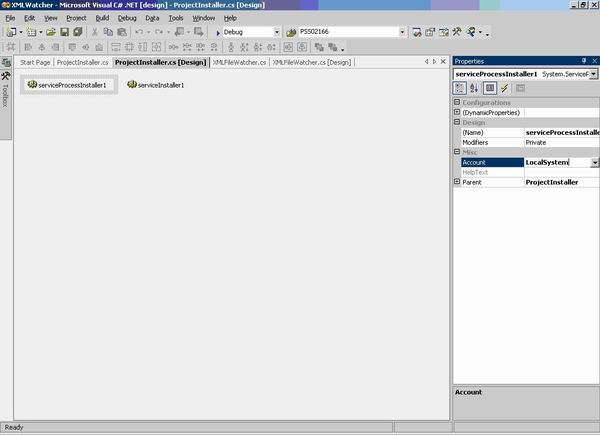 XMLWatcher - Microsoft Visual C# .NET [design] - ProjectInstaller.cs [Design]
File Edit View Project Build Debug Data Tools Window Help
Debug PSS02166
Start Page ProjectInstaller.cs ProjectInstaller.cs [Design] XMLFileWatcher.cs XMLFileWatcher.cs [Design]
Toolbox
serviceProcessInstaller1 serviceInstaller1
Properties
serviceProcessInstaller1 System.ServiceF
Configurations
(DynamicProperties)
Design
(Name) serviceProcessInstalle
Modifiers Private
Misc
Account LocalSystem
HelpText
Parent ProjectInstaller
Account
Ready